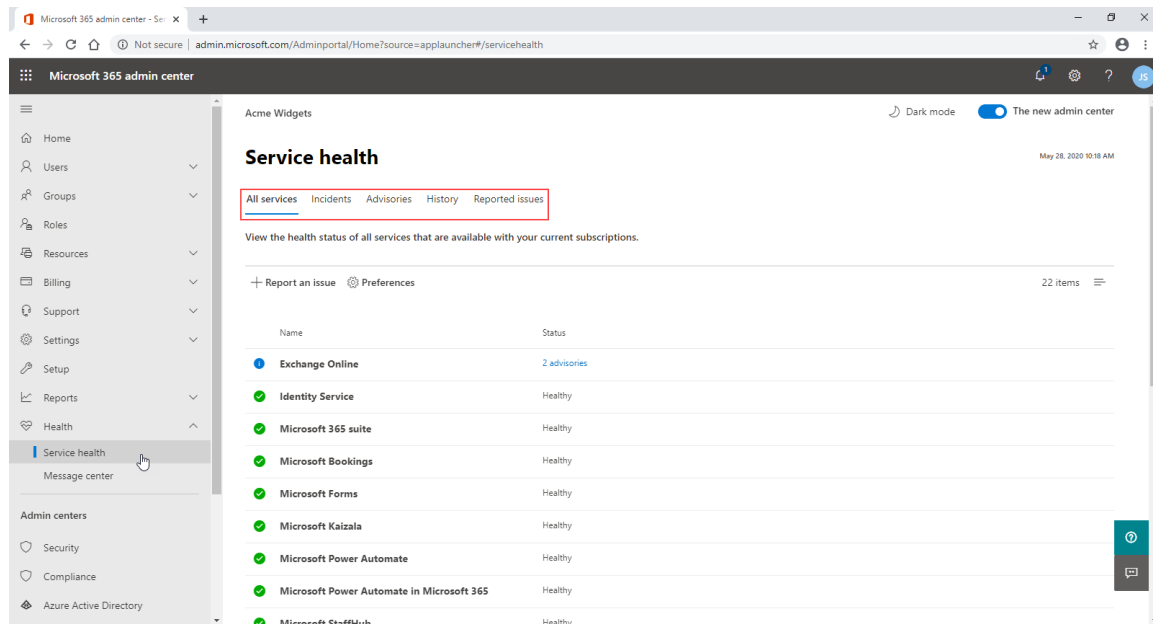 Microsoft 365 admin center - Ser
Not secure | admin.microsoft.com/Adminportal/Home?source=applauncher#/servicehealth
Microsoft 365 admin center
1
?
JS
Acme Widgets
Dark mode
The new admin center
Home
Users
Groups
Roles
Resources
Billing
Support
Settings
Setup
Reports
Health
Service health
Message center
Admin centers
Security
Compliance
Azure Active Directory
Service health
May 28, 2020 10:18 AM
All services Incidents Advisories History Reported issues
View the health status of all services that are available with your current subscriptions.
Report an issue Preferences 22 items
Name Status
Exchange Online 2 advisories
Identity Service Healthy
Microsoft 365 suite Healthy
Microsoft Bookings Healthy
Microsoft Forms Healthy
Microsoft Kaizala Healthy
Microsoft Power Automate Healthy
Microsoft Power Automate in Microsoft 365 Healthy
Microsoft StaffHub Healthy